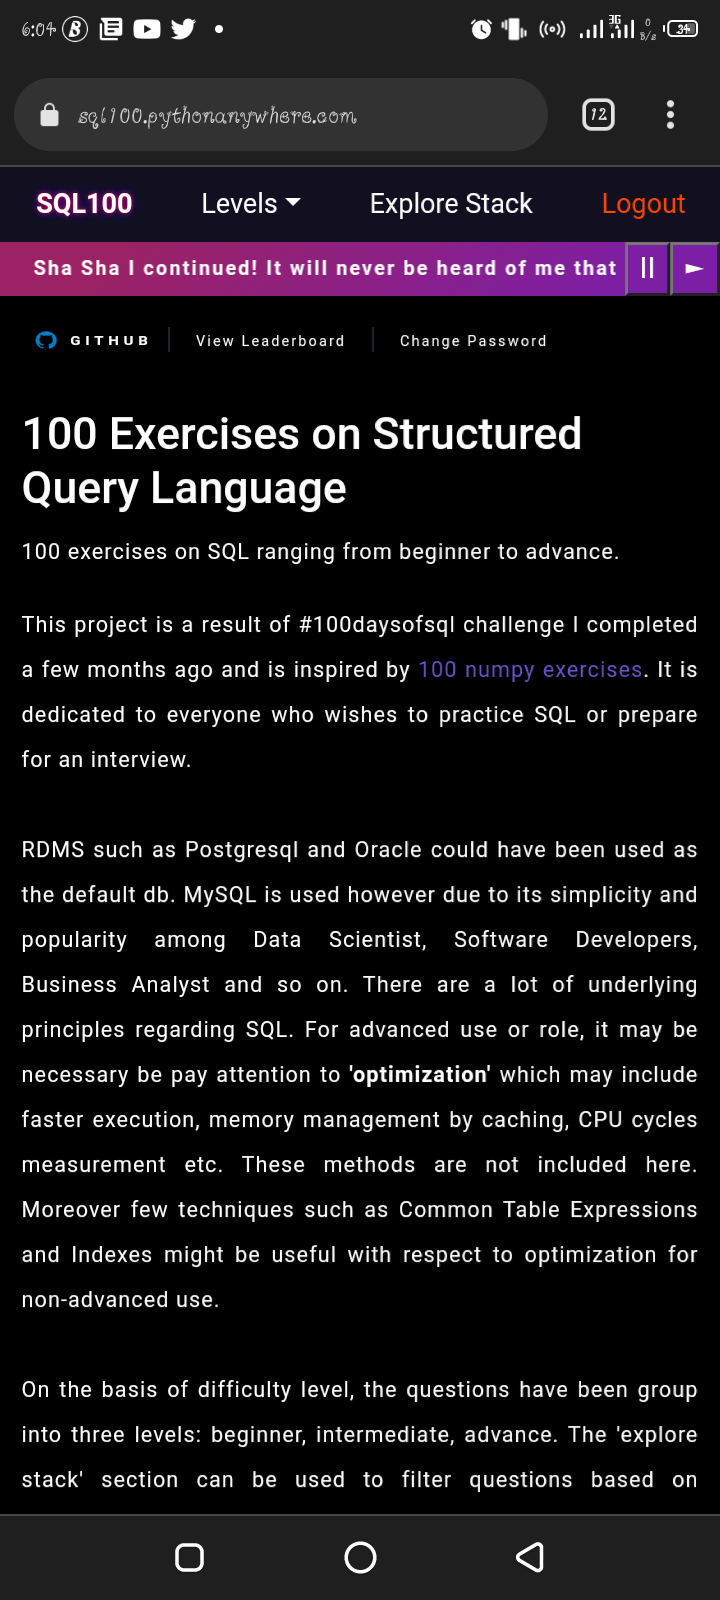 6:04
3G
0
B/s
34
sql100.pythonanywhere.com
12
SQL100 Levels Explore Stack Logout
Sha Sha I continued! It will never be heard of me that
GITHUB View Leaderboard Change Password
100 Exercises on Structured
Query Language
100 exercises on SQL ranging from beginner to advance.
This project is a result of #100daysofsql challenge I completed
a few months ago and is inspired by 100 numpy exercises. It is
dedicated to everyone who wishes to practice SQL or prepare
for an interview.
RDMS such as Postgresql and Oracle could have been used as
the default db. MySQL is used however due to its simplicity and
popularity among Data Scientist, Software Developers,
Business Analyst and so on. There are a lot of underlying
principles regarding SQL. For advanced use or role, it may be
necessary be pay attention to 'optimization' which may include
faster execution, memory management by caching, CPU cycles
measurement etc. These methods are not included here.
Moreover few techniques such as Common Table Expressions
and Indexes might be useful with respect to optimization for
non-advanced use.
On the basis of difficulty level, the questions have been group
into three levels: beginner, intermediate, advance. The 'explore
stack' section can be used to filter questions based on